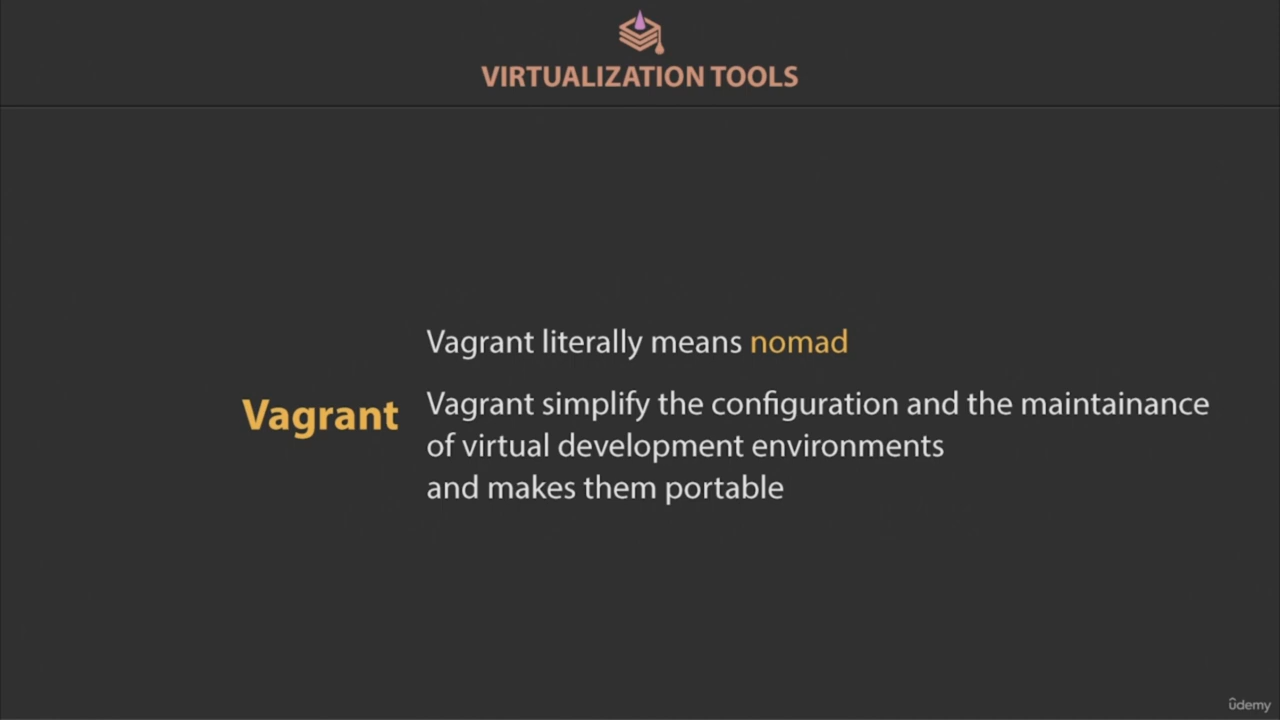 VIRTUALIZATION TOOLS
Vagrant literally means nomad
Vagrant
Vagrant simplify the configuration and the maintainance
of virtual development environments
and makes them portable
ûdemy